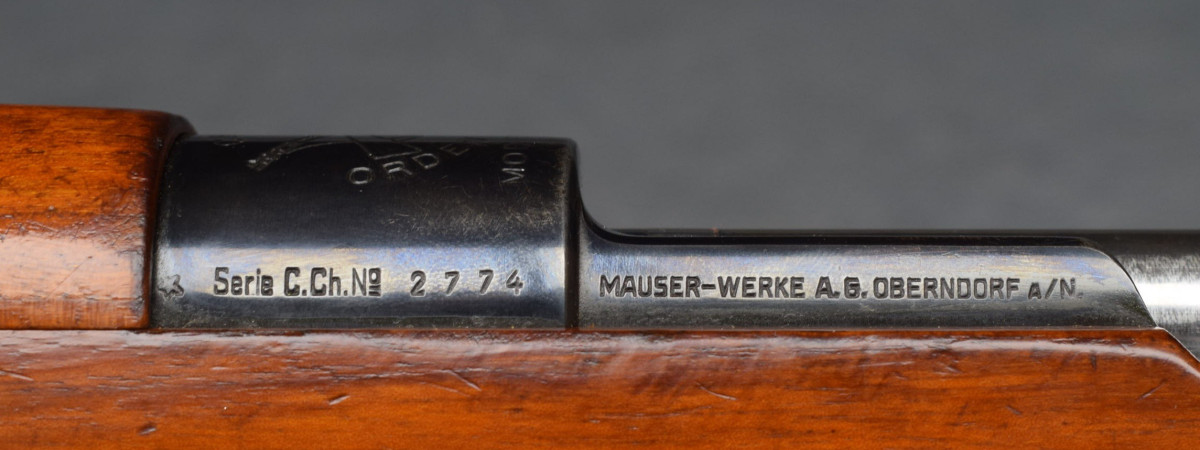 ORDE
MO
Serie C.Ch.Nº 2774
MAUSER-WERKE A.G. OBERNDORF A/N.